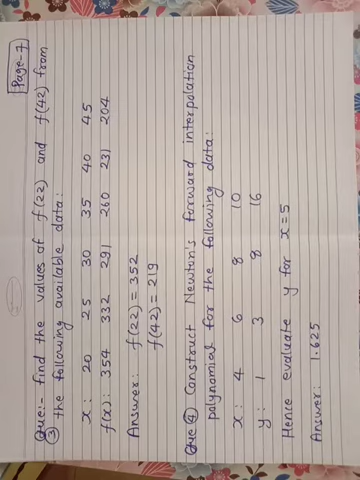 Page-7
Que:- find the values of f(22) and f(42) from
③ the following available data:
x: 20 25 30 35 40 45
f(x): 354 332 291 260 231 204
Answer: f(22) = 352
f(42) = 219
Que ④ Construct Newton's forward interpolation
polynomial for the following data:
x: 4 6 8 10
y: 1 3 8 16
Hence evaluate y for x=5
Answer: 1.625